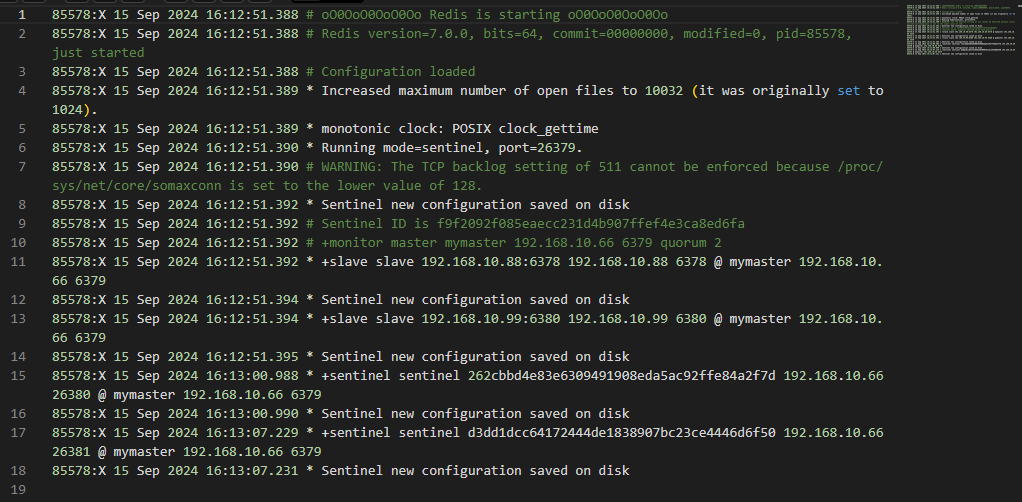 1 85578:X 15 Sep 2024 16:12:51.388 # oO0OoO0OoO0Oo Redis is starting oO0OoO0OoO0Oo
2 85578:X 15 Sep 2024 16:12:51.388 # Redis version=7.0.0, bits=64, commit=00000000, modified=0, pid=85578,
just started
3 85578:X 15 Sep 2024 16:12:51.388 # Configuration loaded
4 85578:X 15 Sep 2024 16:12:51.389 * Increased maximum number of open files to 10032 (it was originally set to
1024).
5 85578:X 15 Sep 2024 16:12:51.389 * monotonic clock: POSIX clock_gettime
6 85578:X 15 Sep 2024 16:12:51.390 * Running mode=sentinel, port=26379.
7 85578:X 15 Sep 2024 16:12:51.390 # WARNING: The TCP backlog setting of 511 cannot be enforced because /proc/
sys/net/core/somaxconn is set to the lower value of 128.
8 85578:X 15 Sep 2024 16:12:51.392 * Sentinel new configuration saved on disk
9 85578:X 15 Sep 2024 16:12:51.392 # Sentinel ID is f9f2092f085eaecc231d4b907ffef4e3ca8ed6fa
10 85578:X 15 Sep 2024 16:12:51.392 # +monitor master mymaster 192.168.10.66 6379 quorum 2
11 85578:X 15 Sep 2024 16:12:51.392 * +slave slave 192.168.10.88:6378 192.168.10.88 6378 @ mymaster 192.168.10.
66 6379
12 85578:X 15 Sep 2024 16:12:51.394 * Sentinel new configuration saved on disk
13 85578:X 15 Sep 2024 16:12:51.394 * +slave slave 192.168.10.99:6380 192.168.10.99 6380 @ mymaster 192.168.10.
66 6379
14 85578:X 15 Sep 2024 16:12:51.395 * Sentinel new configuration saved on disk
15 85578:X 15 Sep 2024 16:13:00.988 * +sentinel sentinel 262cbbd4e83e6309491908eda5ac92ffe84a2f7d 192.168.10.66
26380 @ mymaster 192.168.10.66 6379
16 85578:X 15 Sep 2024 16:13:00.990 * Sentinel new configuration saved on disk
17 85578:X 15 Sep 2024 16:13:07.229 * +sentinel sentinel d3dd1dcc64172444de1838907bc23ce4446d6f50 192.168.10.66
26381 @ mymaster 192.168.10.66 6379
18 85578:X 15 Sep 2024 16:13:07.231 * Sentinel new configuration saved on disk
19